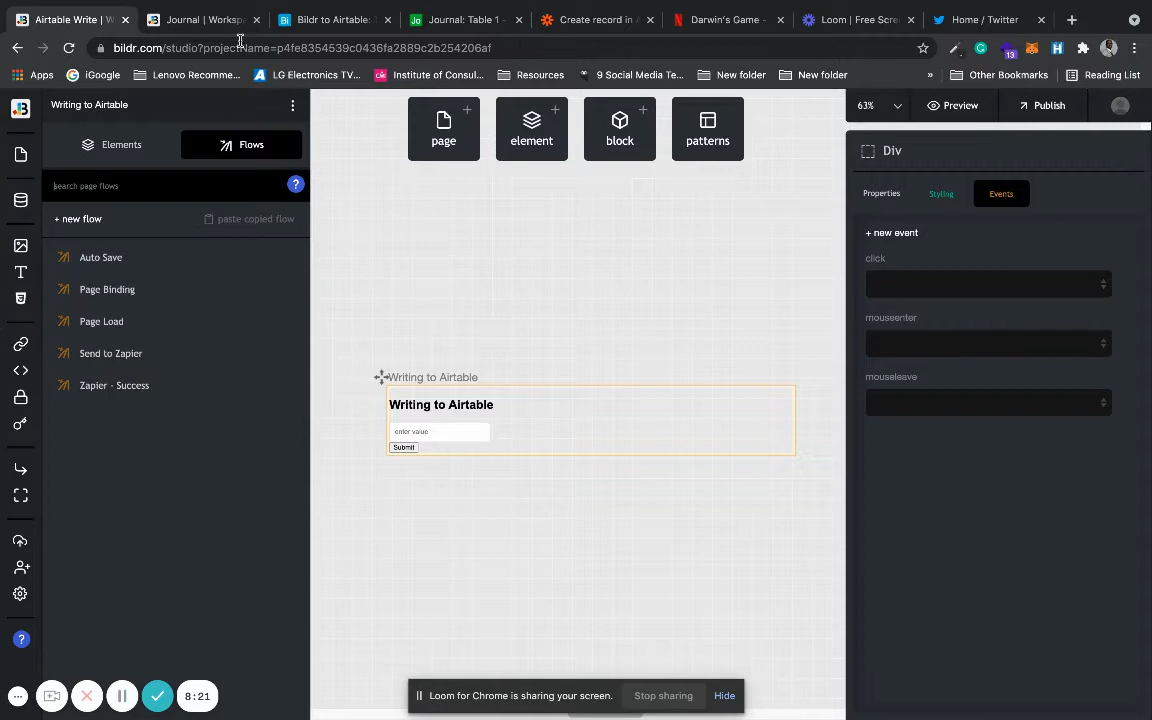 Airtable Write | W
Journal | Worksp
Bildr to Airtable: T
Journal: Table 1 -
Create record in A
Darwin's Game -
Loom | Free Scre
Home / Twitter
bildr.com/studio?projectName=p4fe8354539c0436fa2889c2b254206af
13
Apps
iGoogle
Lenovo Recomme...
LG Electronics TV...
Institute of Consul...
Resources
9 Social Media Te...
New folder
New folder
»
Other Bookmarks
Reading List
Writing to Airtable
Elements
Flows
search page flows
?
+ new flow
paste copied flow
Auto Save
Page Binding
Page Load
Send to Zapier
Zapier - Success
page
element
block
patterns
Writing to Airtable
Writing to Airtable
enter value
Submit
63%
Preview
Publish
Div
Properties
Styling
Events
+ new event
click
mouseenter
mouseleave
?
8:21
Loom for Chrome is sharing your screen.
Stop sharing
Hide